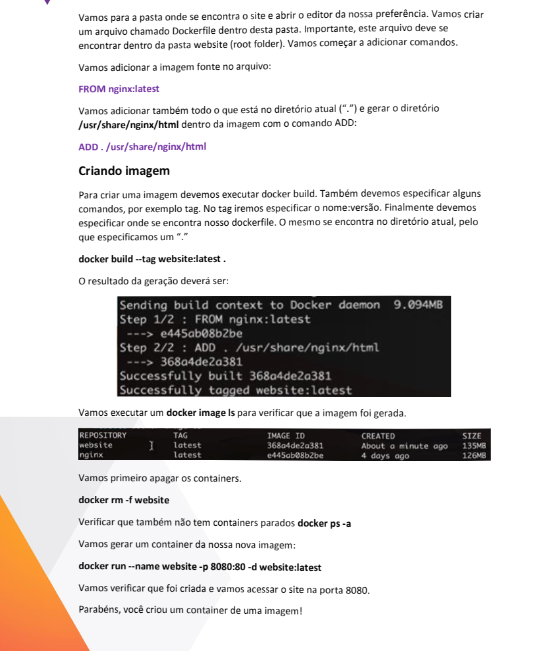 Vamos para a pasta onde se encontra o site e abrir o editor da nossa preferência. Vamos criar
um arquivo chamado Dockerfile dentro desta pasta. Importante, este arquivo deve se
encontrar dentro da pasta website (root folder). Vamos começar a adicionar comandos.
Vamos adicionar a imagem fonte no arquivo:
FROM nginx:latest
Vamos adicionar também todo o que está no diretório atual (“.”) e gerar o diretório
/usr/share/nginx/html dentro da imagem com o comando ADD:
ADD . /usr/share/nginx/html
Criando imagem
Para criar uma imagem devemos executar docker build. Também devemos especificar alguns
comandos, por exemplo tag. No tag iremos especificar o nome:versão. Finalmente devemos
especificar onde se encontra nosso dockerfile. O mesmo se encontra no diretório atual, pelo
que especificamos um “.”
docker build --tag website:latest .
O resultado da geração deverá ser:
Sending build context to Docker daemon 9.094MB
Step 1/2 : FROM nginx:latest
---> e445ab08b2be
Step 2/2 : ADD . /usr/share/nginx/html
---> 368a4de2a381
Successfully built 368a4de2a381
Successfully tagged website:latest
Vamos executar um docker image ls para verificar que a imagem foi gerada.
REPOSITORY TAG IMAGE ID CREATED SIZE
website latest 368a4de2a381 About a minute ago 135MB
nginx latest e445ab08b2be 4 days ago 126MB
Vamos primeiro apagar os containers.
docker rm -f website
Verificar que também não tem containers parados docker ps -a
Vamos gerar um container da nossa nova imagem:
docker run --name website -p 8080:80 -d website:latest
Vamos verificar que foi criada e vamos acessar o site na porta 8080.
Parabéns, você criou um container de uma imagem!